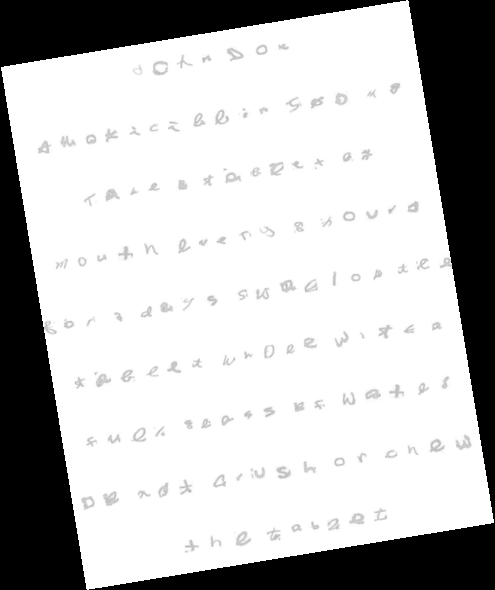 John Doe
Amoxicillin 500 mg
Take 1 tablet by
mouth every 8 hours
for 7 days swallow the
tablet whole with a
full glass of water
Do not crush or chew
the tablet